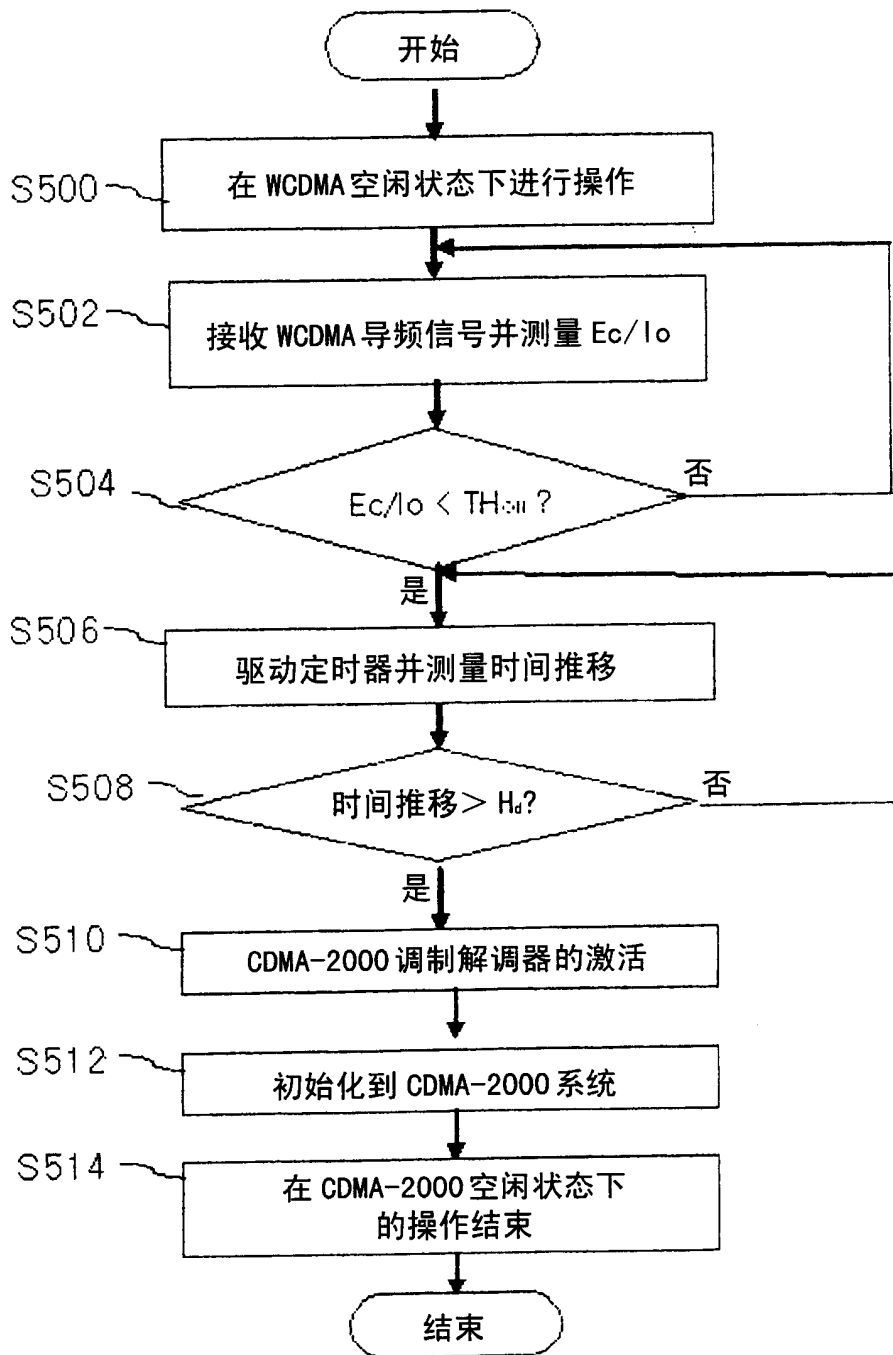 开始
S500
在 WCDMA 空闲状态下进行操作
S502
接收 WCDMA 导频信号并测量 Ec/Io
S504
Ec/Io < TH ?
否
是
S506
驱动定时器并测量时间推移
S508
时间推移> Hd?
否
是
S510
CDMA-2000 调制解调器的激活
S512
初始化到 CDMA-2000 系统
S514
在 CDMA-2000 空闲状态下
的操作结束
结束